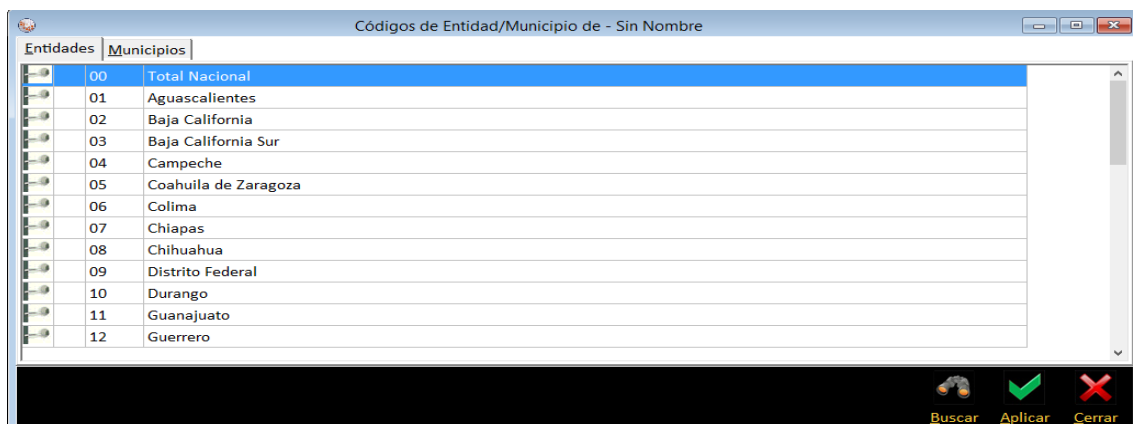 Códigos de Entidad/Municipio de - Sin Nombre
Entidades Municipios
00 Total Nacional
01 Aguascalientes
02 Baja California
03 Baja California Sur
04 Campeche
05 Coahuila de Zaragoza
06 Colima
07 Chiapas
08 Chihuahua
09 Distrito Federal
10 Durango
11 Guanajuato
12 Guerrero
Buscar Aplicar Cerrar